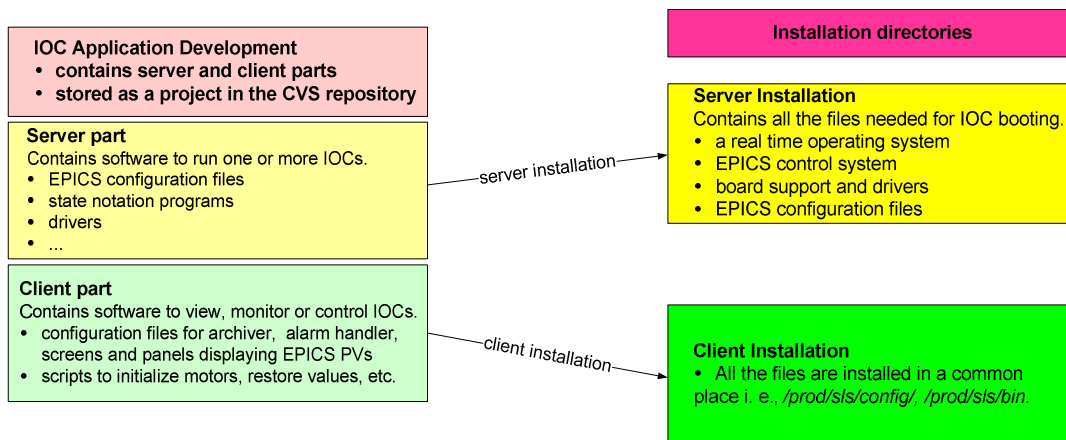 IOC Application Development
• contains server and client parts
• stored as a project in the CVS repository
Server part
Contains software to run one or more IOCs.
• EPICS configuration files
• state notation programs
• drivers
• ...
Client part
Contains software to view, monitor or control IOCs.
• configuration files for archiver, alarm handler,
screens and panels displaying EPICS PVs
• scripts to initialize motors, restore values, etc.
server installation
client installation
Installation directories
Server Installation
Contains all the files needed for IOC booting.
• a real time operating system
• EPICS control system
• board support and drivers
• EPICS configuration files
Client Installation
• All the files are installed in a common
place i. e., /prod/sls/config/, /prod/sls/bin.